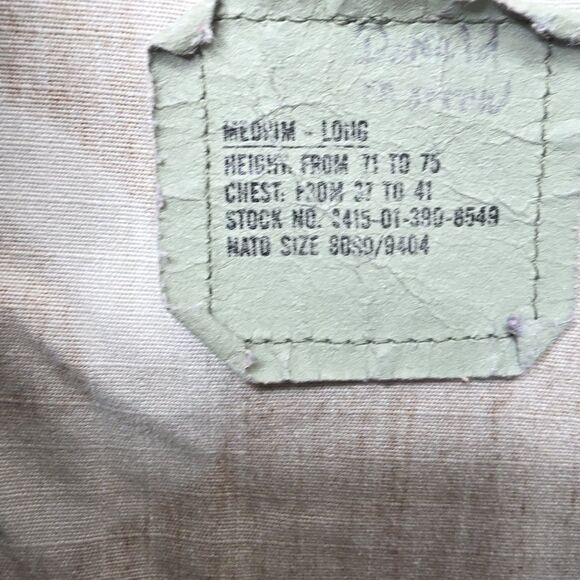 MEDIUM - LONG
HEIGHT: FROM 71 TO 75
CHEST: FROM 37 TO 41
STOCK NO. 8415-01-390-8549
NATO SIZE 8090/9404